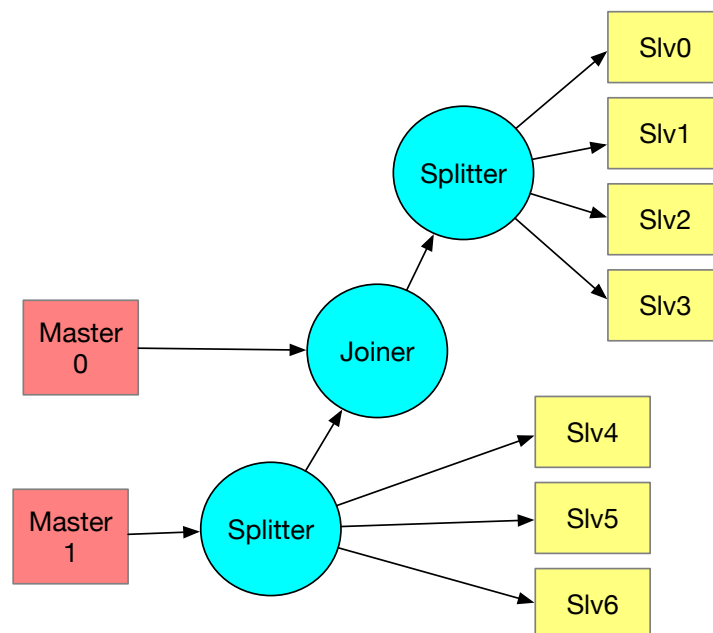 Slv0
Slv1
Splitter
Slv2
Slv3
Master
0
Joiner
Slv4
Master
1
Splitter
Slv5
Slv6